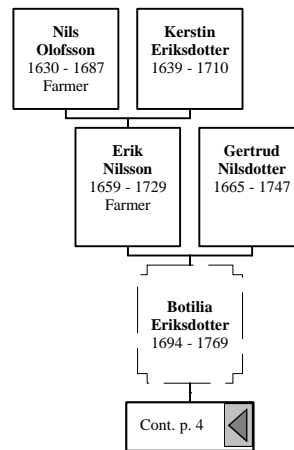 Nils
Olofsson
1630 - 1687
Farmer
Kerstin
Eriksdotter
1639 - 1710
Erik
Nilsson
1659 - 1729
Farmer
Gertrud
Nilsdotter
1665 - 1747
Botilia
Eriksdotter
1694 - 1769
Cont. p. 4